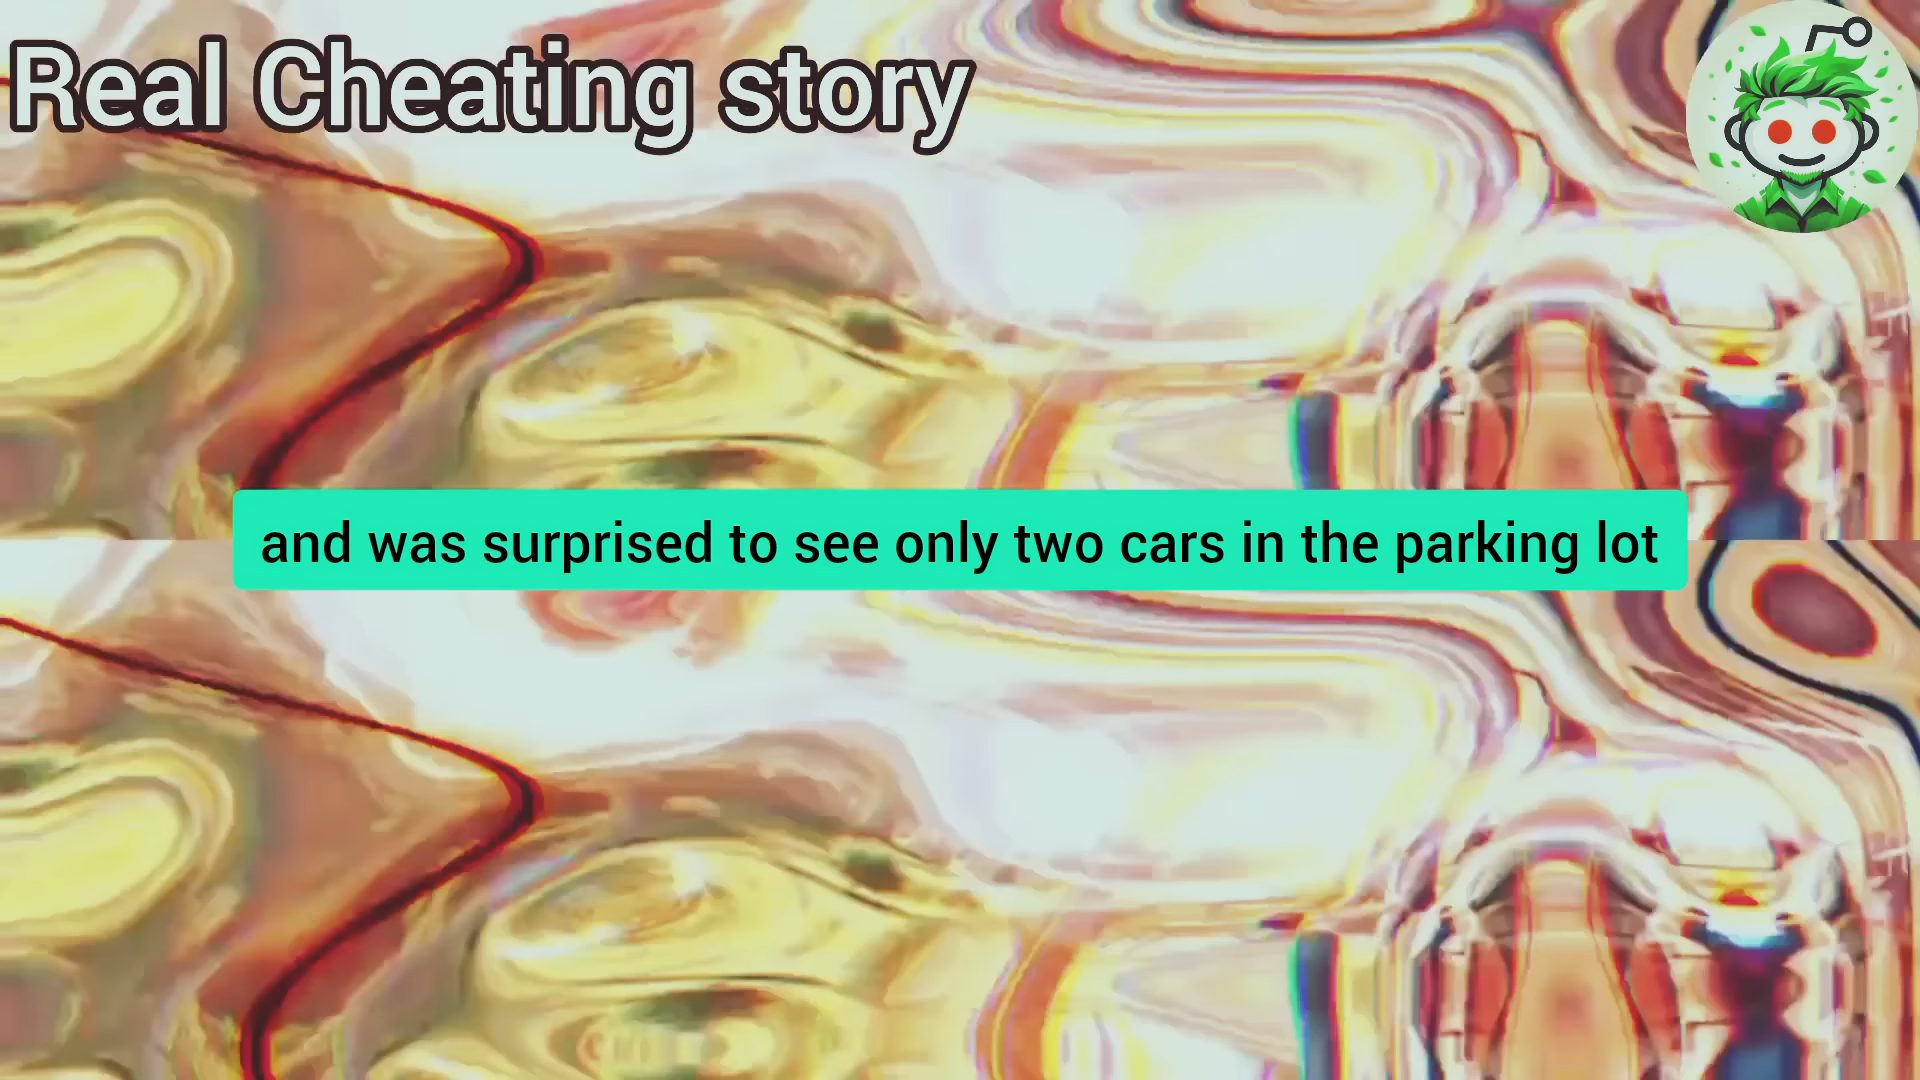 Real Cheating story
and was surprised to see only two cars in the parking lot